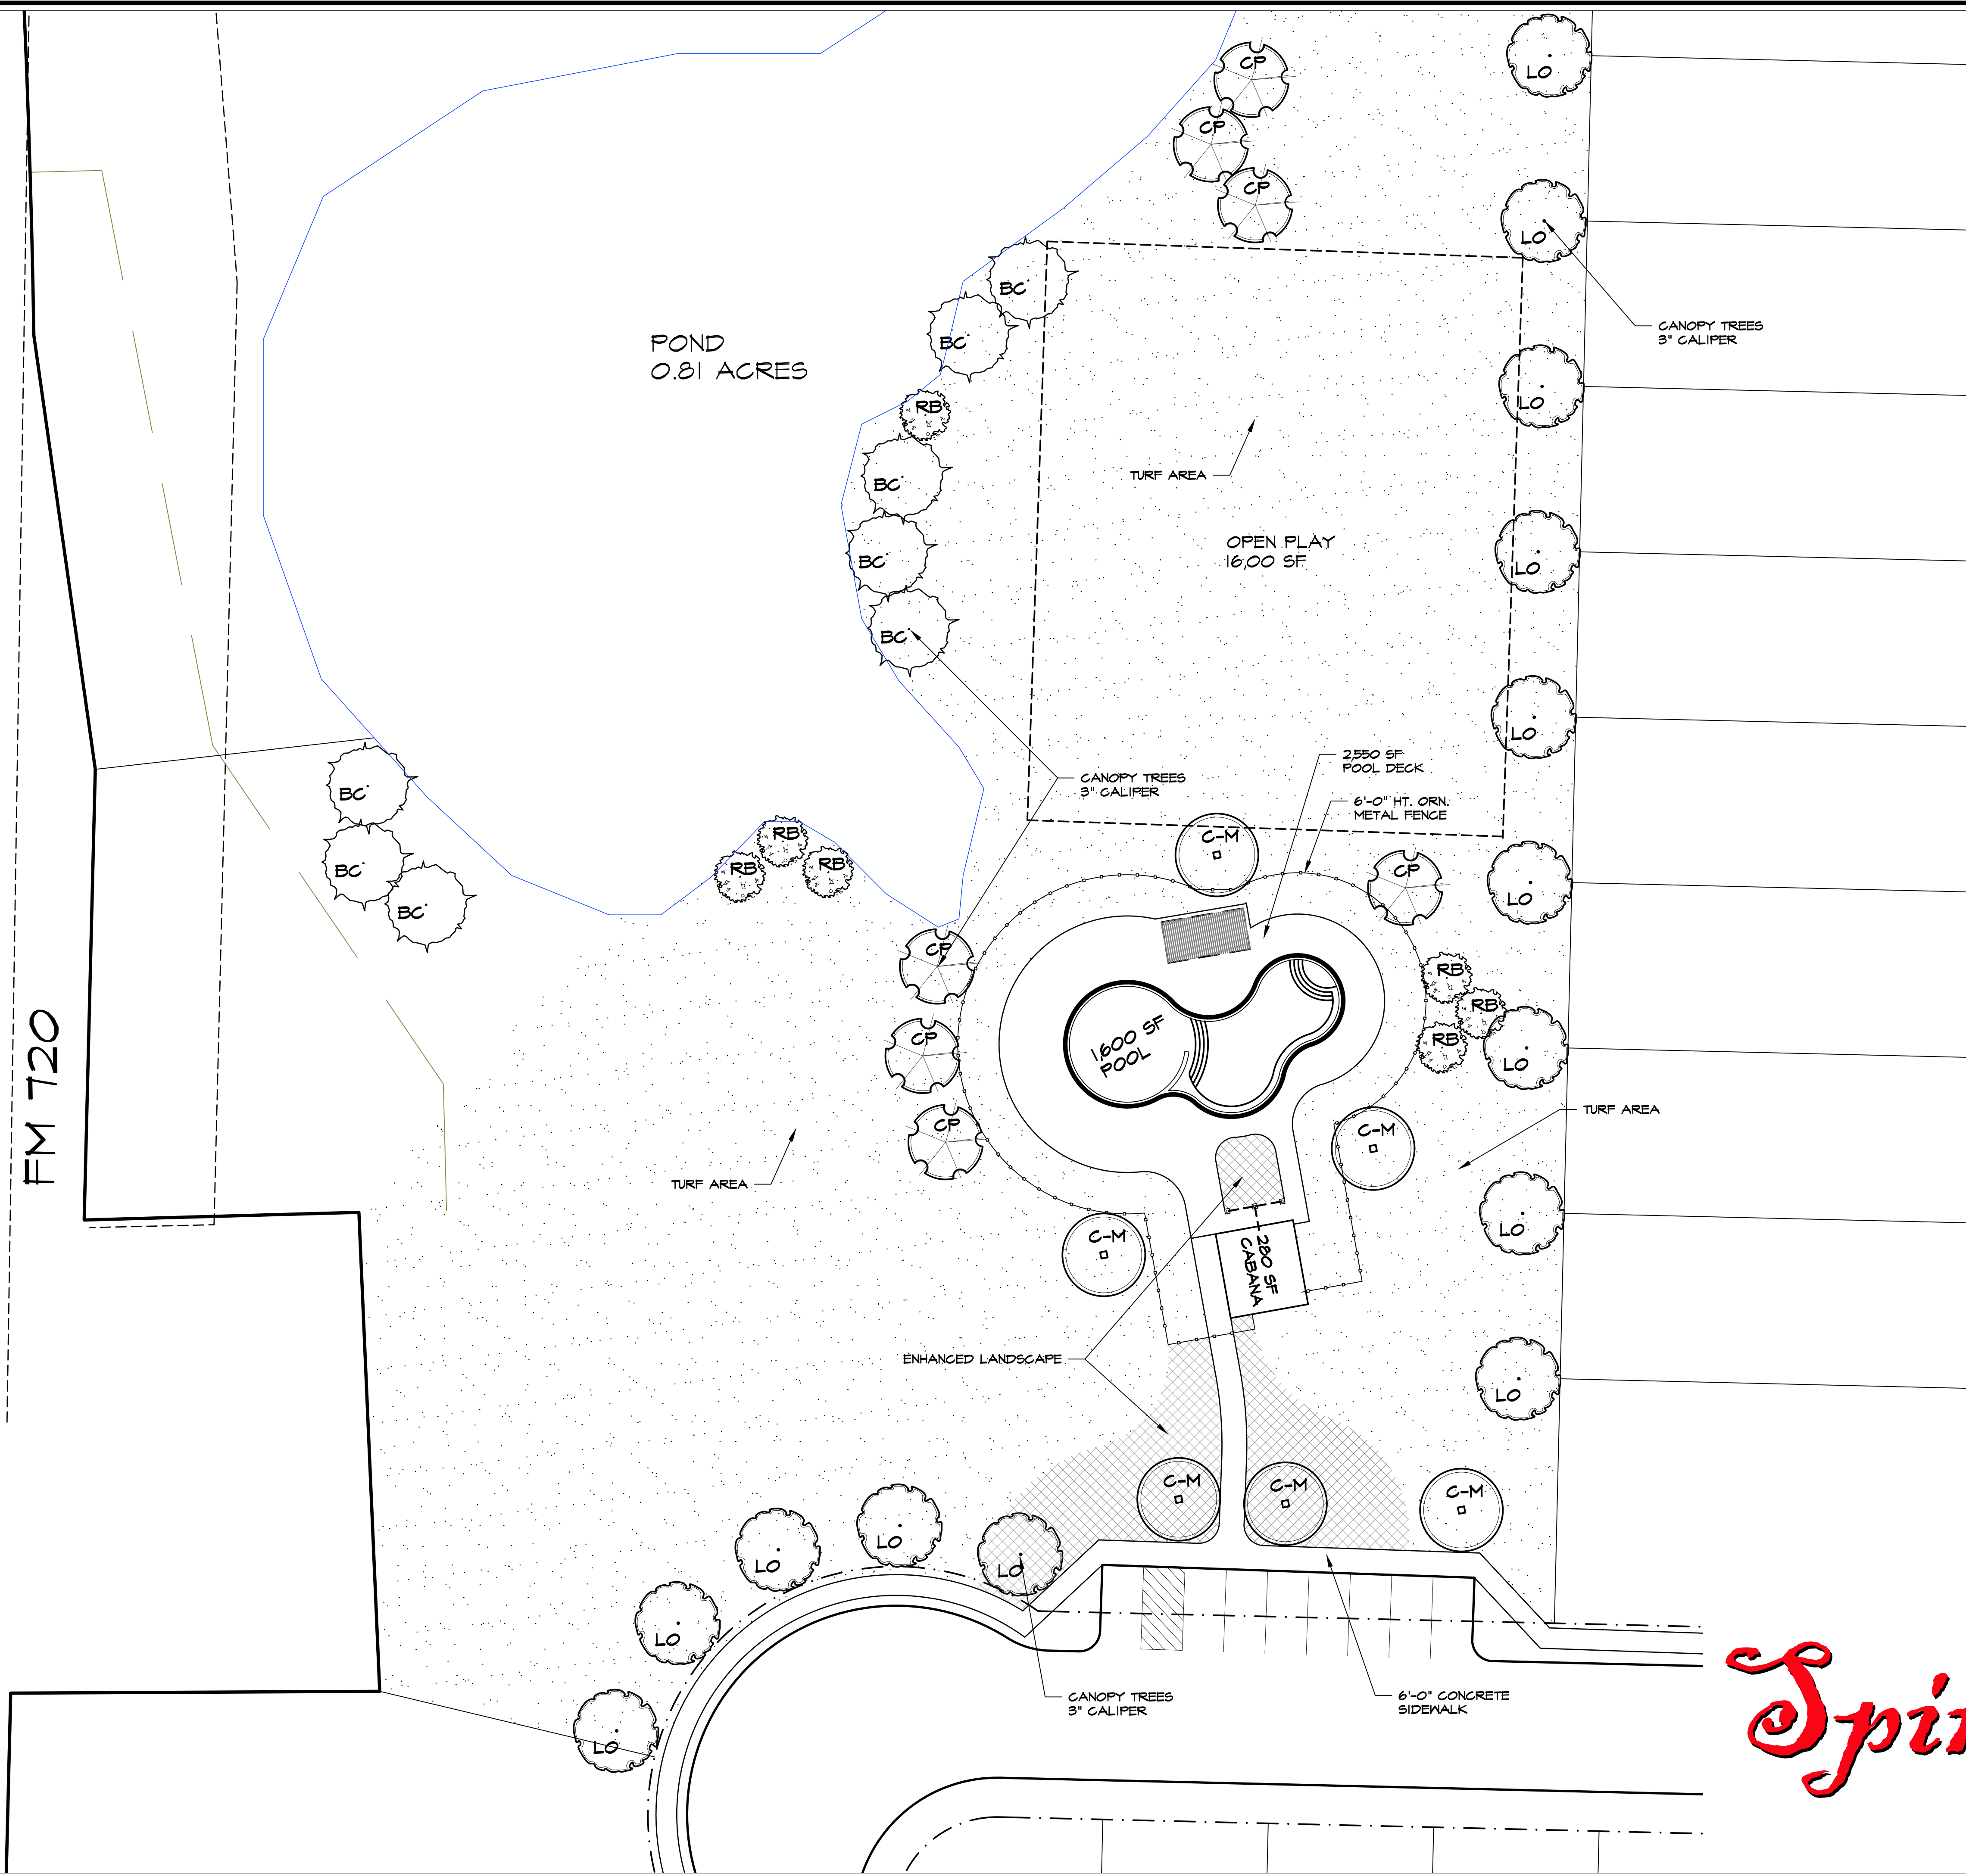 CP
LO
CP
CP
LO
BC
CANOPY TREES
3" CALIPER
POND
0.81 ACRES
BC
RB
LO
TURF AREA
BC
OPEN PLAY
16,00 SF
BC
LO
BC
LO
2,550 SF
POOL DECK
CANOPY TREES
3" CALIPER
6'-0" HT. ORN.
METAL FENCE
BC
RB
RB
RB
C-M
BC
CP
LO
BC
CP
RB
RB
CP
RB
1,600 SF
POOL
LO
FM 720
CP
C-M
TURF AREA
TURF AREA
LO
C-M
280 SF
CABANA
ENHANCED LANDSCAPE
LO
C-M
C-M
C-M
LO
LO
LO
LO
LO
CANOPY TREES
3" CALIPER
6'-0" CONCRETE
SIDEWALK